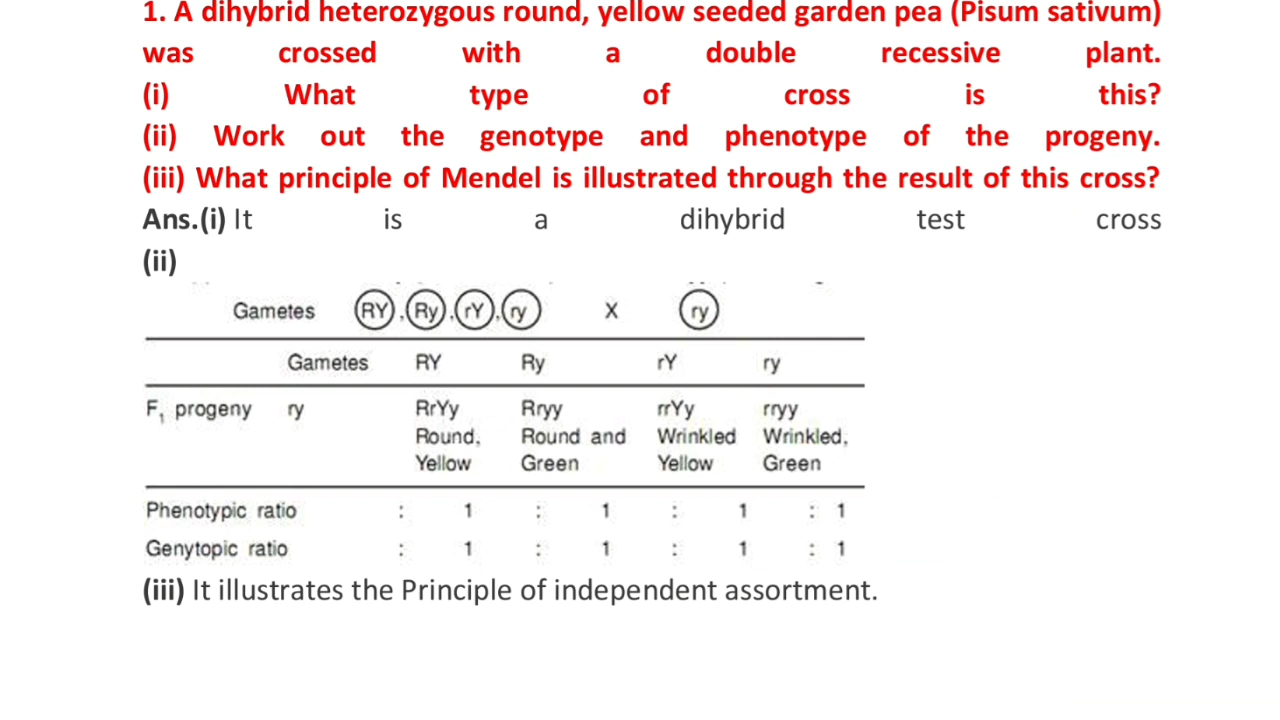 1. A dihybrid heterozygous round, yellow seeded garden pea (Pisum sativum)
was crossed with a double recessive plant.
(i) What type of cross is this?
(ii) Work out the genotype and phenotype of the progeny.
(iii) What principle of Mendel is illustrated through the result of this cross?
Ans.(i) It is a dihybrid test cross
(ii)
Gametes RY , Ry , rY , ry X ry
Gametes RY Ry rY ry
F₁ progeny ry RrYy Rryy rrYy rryy
Round, Round and Wrinkled Wrinkled,
Yellow Green Yellow Green
Phenotypic ratio : 1 : 1 : 1 : 1
Genytopic ratio : 1 : 1 : 1 : 1
(iii) It illustrates the Principle of independent assortment.